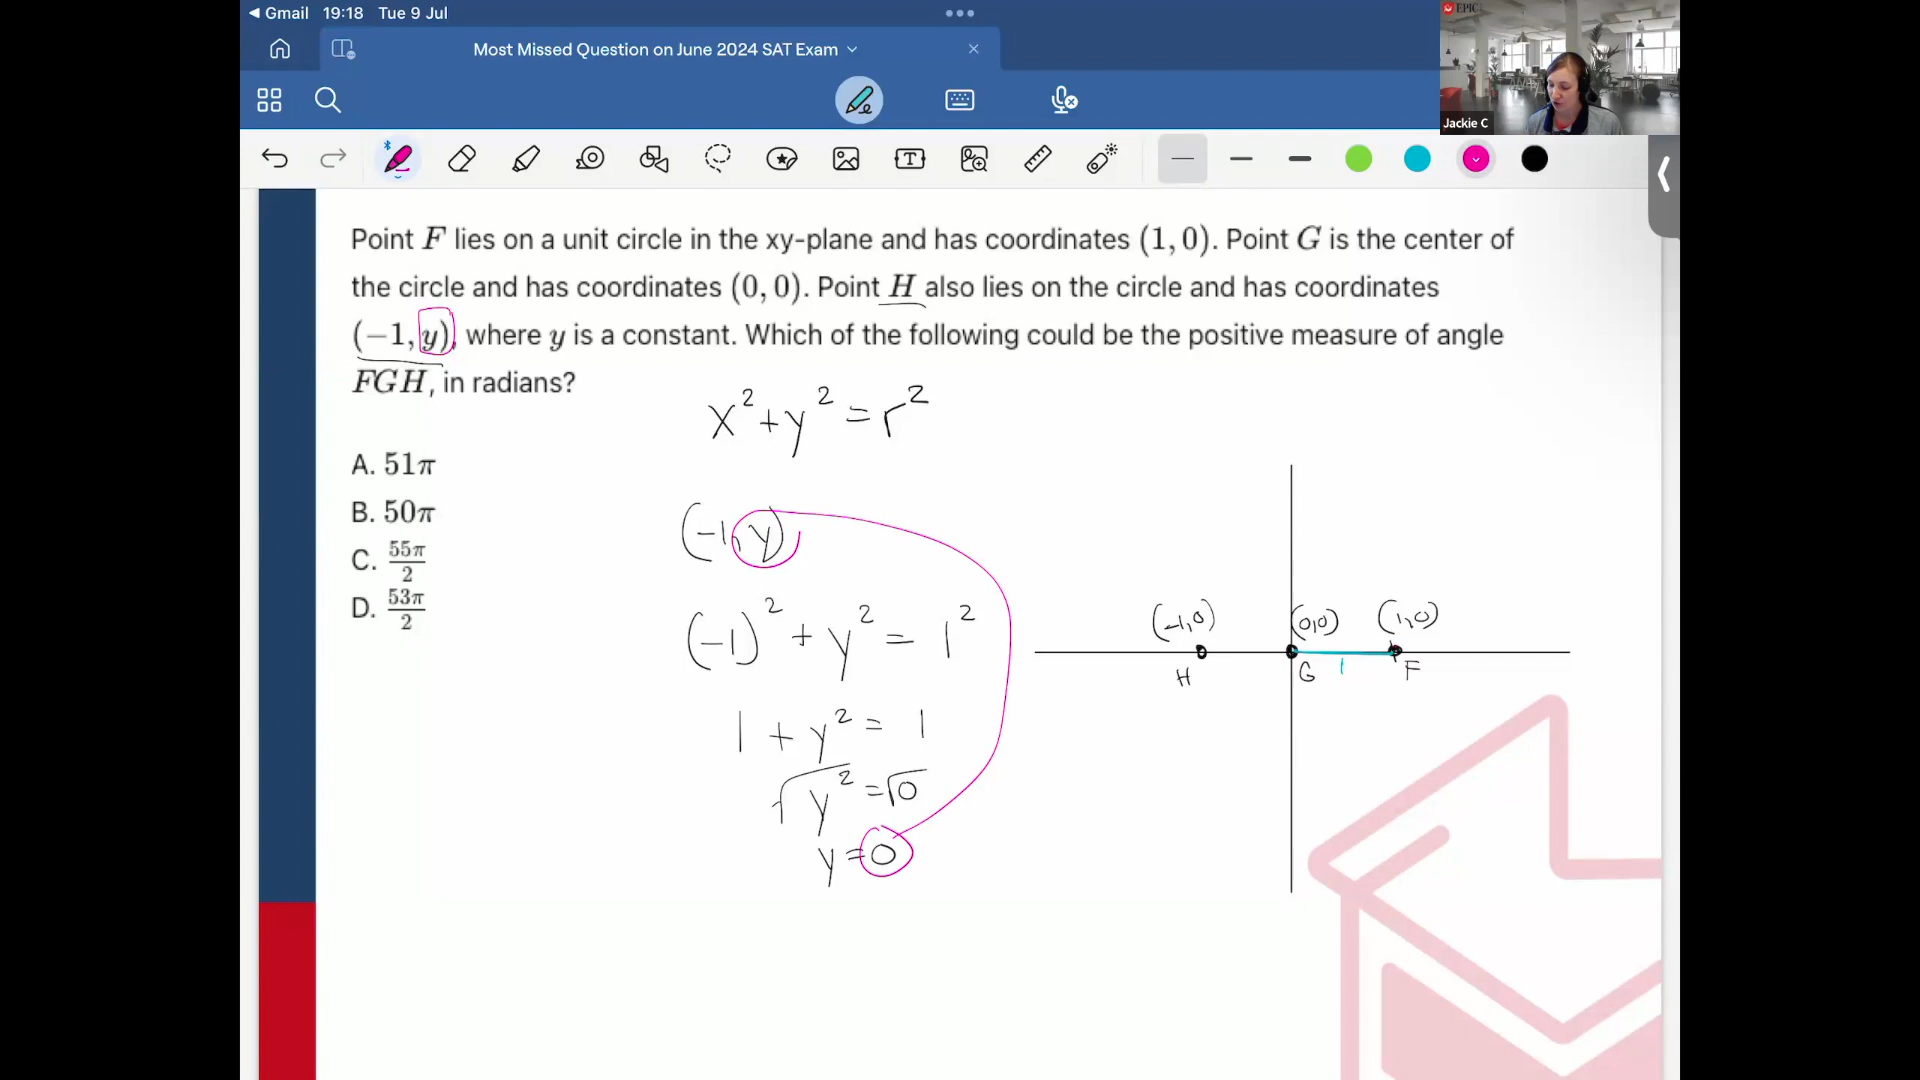 Gmail 19:18 Tue 9 Jul
Most Missed Question on June 2024 SAT Exam
EPIC
Jackie C
Point F lies on a unit circle in the xy-plane and has coordinates (1, 0). Point G is the center of
the circle and has coordinates (0, 0). Point H also lies on the circle and has coordinates
(−1, y), where y is a constant. Which of the following could be the positive measure of angle
FGH, in radians?
A. 51π
B. 50π
C. 55π/2
D. 53π/2
x² + y² = r²
(-1, y)
(-1)² + y² = 1²
1 + y² = 1
√y² = √0
y = 0
(-1,0) (0,0) (1,0)
H G 1 F